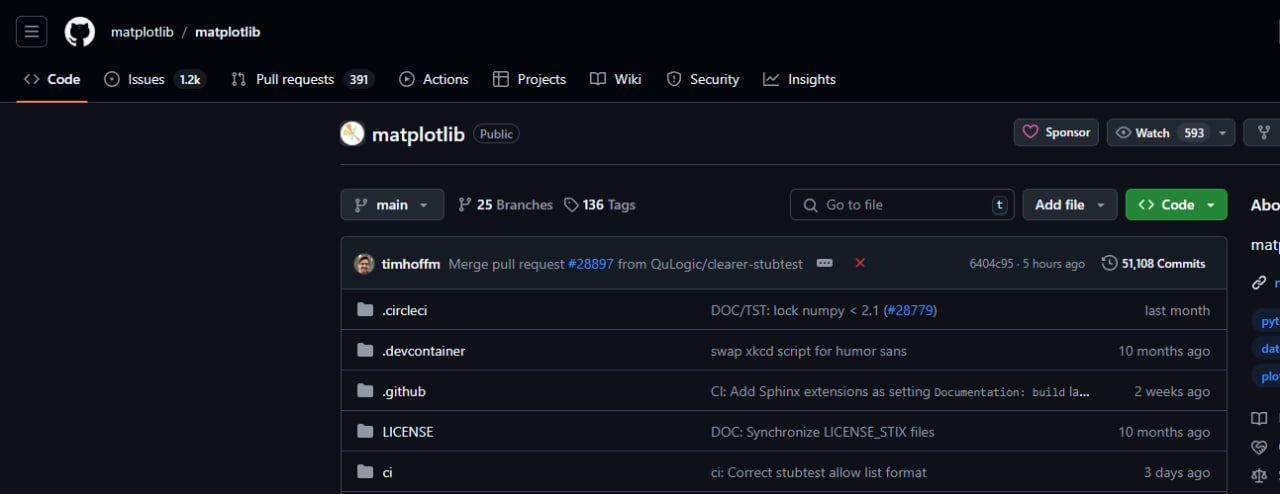 matplotlib / matplotlib
Code Issues 1.2k Pull requests 391 Actions Projects Wiki Security Insights
matplotlib Public Sponsor Watch 593
main 25 Branches 136 Tags Go to file t Add file Code
timhoffm Merge pull request #28897 from QuLogic/clearer-stubtest 6404c95 · 5 hours ago 51,108 Commits
.circleci DOC/TST: lock numpy < 2.1 (#28779) last month
.devcontainer swap xkcd script for humor sans 10 months ago
.github CI: Add Sphinx extensions as setting Documentation: build la... 2 weeks ago
LICENSE DOC: Synchronize LICENSE_STIX files 10 months ago
ci ci: Correct stubtest allow list format 3 days ago
Abo
matp
pyt
dat
plo